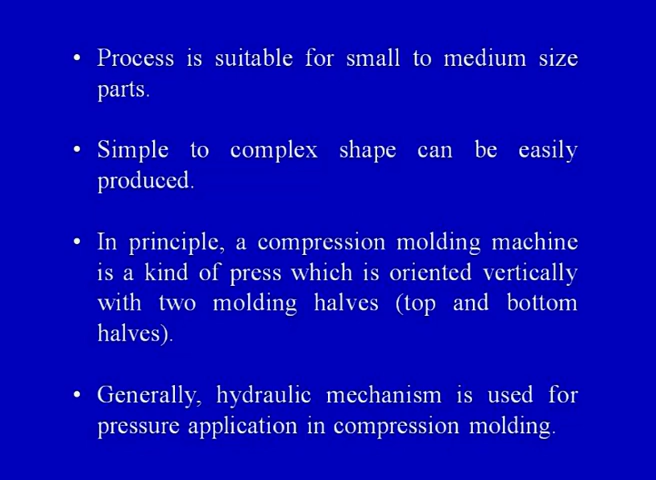 • Process is suitable for small to medium size
parts.
• Simple to complex shape can be easily
produced.
• In principle, a compression molding machine
is a kind of press which is oriented vertically
with two molding halves (top and bottom
halves).
• Generally, hydraulic mechanism is used for
pressure application in compression molding.